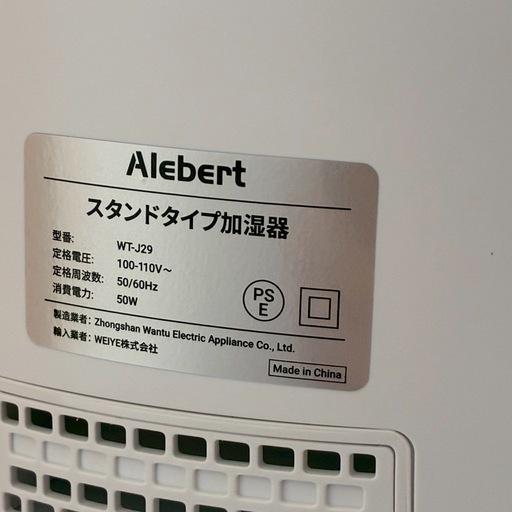 Alebert
スタンドタイプ加湿器
型番: WT-J29
定格電圧: 100-110V～
定格周波数: 50/60Hz
消費電力: 50W
PS
E
製造業者: Zhongshan Wantu Electric Appliance Co., Ltd.
輸入業者: WEIYE株式会社
Made in China